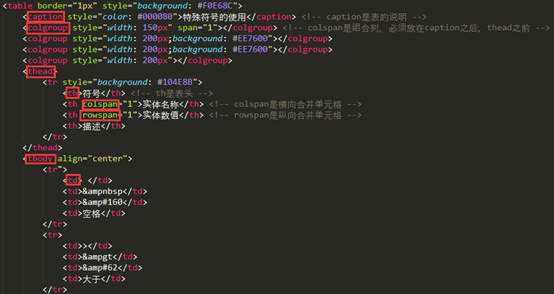 <table border="1px" style="background: #F0E68C">
<caption style="color: #000080">特殊符号的使用</caption> <!-- caption是表的说明 -->
<colgroup style="width: 150px" span="1"></colgroup> <!-- colspan是组合列，必须放在caption之后，thead之前 -->
<colgroup style="width: 200px;background: #EE7600"></colgroup>
<colgroup style="width: 200px;background: #EE7600"></colgroup>
<colgroup style="width: 200px"></colgroup>
<thead>
<tr style="background: #104E8B">
<th>符号</th> <!-- th是表头 -->
<th colspan="1">实体名称</th> <!-- colspan是横向合并单元格 -->
<th rowspan="1">实体数值</th> <!-- rowspan是纵向合并单元格 -->
<th>描述</th>
</tr>
</thead>
<tbody align="center">
<tr">
<td> </td>
<td>&ampnbsp</td>
<td>&amp#160</td>
<td>空格</td>
</tr>
<tr>
<td>></td>
<td>&ampgt</td>
<td>&amp#62</td>
<td>大于</td>
</tr>